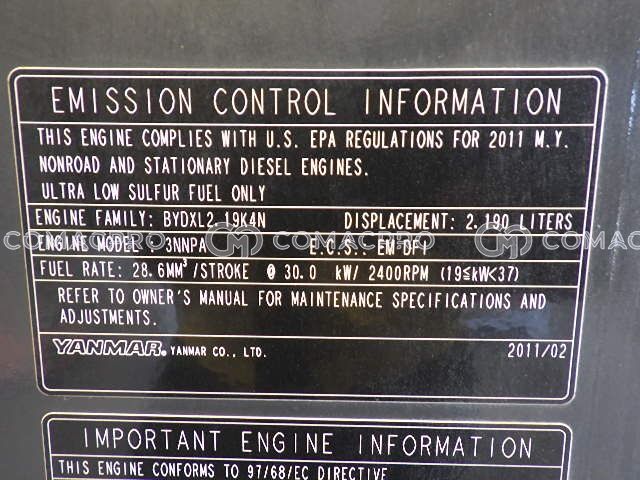 EMISSION CONTROL INFORMATION
THIS ENGINE COMPLIES WITH U.S. EPA REGULATIONS FOR 2011 M.Y.
NONROAD AND STATIONARY DIESEL ENGINES.
ULTRA LOW SULFUR FUEL ONLY
ENGINE FAMILY: BYDXL2.19K4N DISPLACEMENT: 2.190 LITERS
ENGINE MODEL: 3NNPA E.C.S.: EM DFI
FUEL RATE: 28.6MM³/STROKE @ 30.0 kW/ 2400RPM (19≦kW<37)
REFER TO OWNER'S MANUAL FOR MAINTENANCE SPECIFICATIONS AND
ADJUSTMENTS.
YANMAR YANMAR CO., LTD. 2011/02
IMPORTANT ENGINE INFORMATION
THIS ENGINE CONFORMS TO 97/68/EC DIRECTIVE
COMACPRO COMACPRO